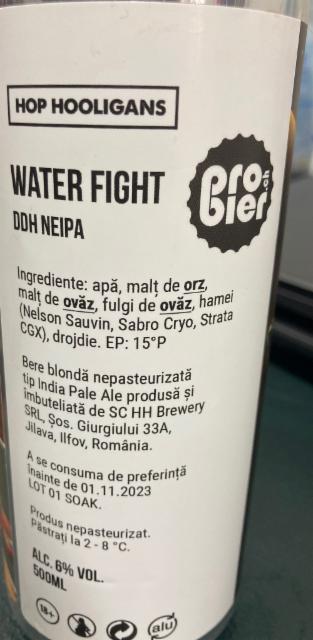 HOP HOOLIGANS
WATER FIGHT
DDH NEIPA
pro
bier
.ch
Ingrediente: apă, malț de orz,
malț de ovăz, fulgi de ovăz, hamei
(Nelson Sauvin, Sabro Cryo, Strata
CGX), drojdie. EP: 15°P
Bere blondă nepasteurizată
tip India Pale Ale produsă și
îmbuteliată de SC HH Brewery
SRL, Șos. Giurgiului 33A,
Jilava, Ilfov, România.
A se consuma de preferință
înainte de 01.11.2023
LOT 01 SOAK.
Produs nepasteurizat.
Păstrați la 2 - 8 °C.
ALC. 6% VOL.
500ML
18+
alu